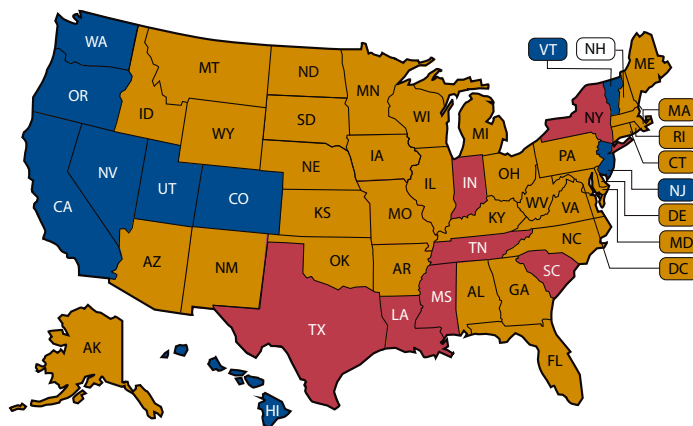 WA
OR
CA
NV
ID
MT
WY
UT
CO
AZ
NM
ND
SD
NE
KS
OK
TX
MN
IA
MO
AR
LA
WI
IL
MS
MI
IN
OH
KY
TN
AL
GA
FL
SC
NC
VA
WV
PA
NY
VT
NH
ME
MA
RI
CT
NJ
DE
MD
DC
AK
HI